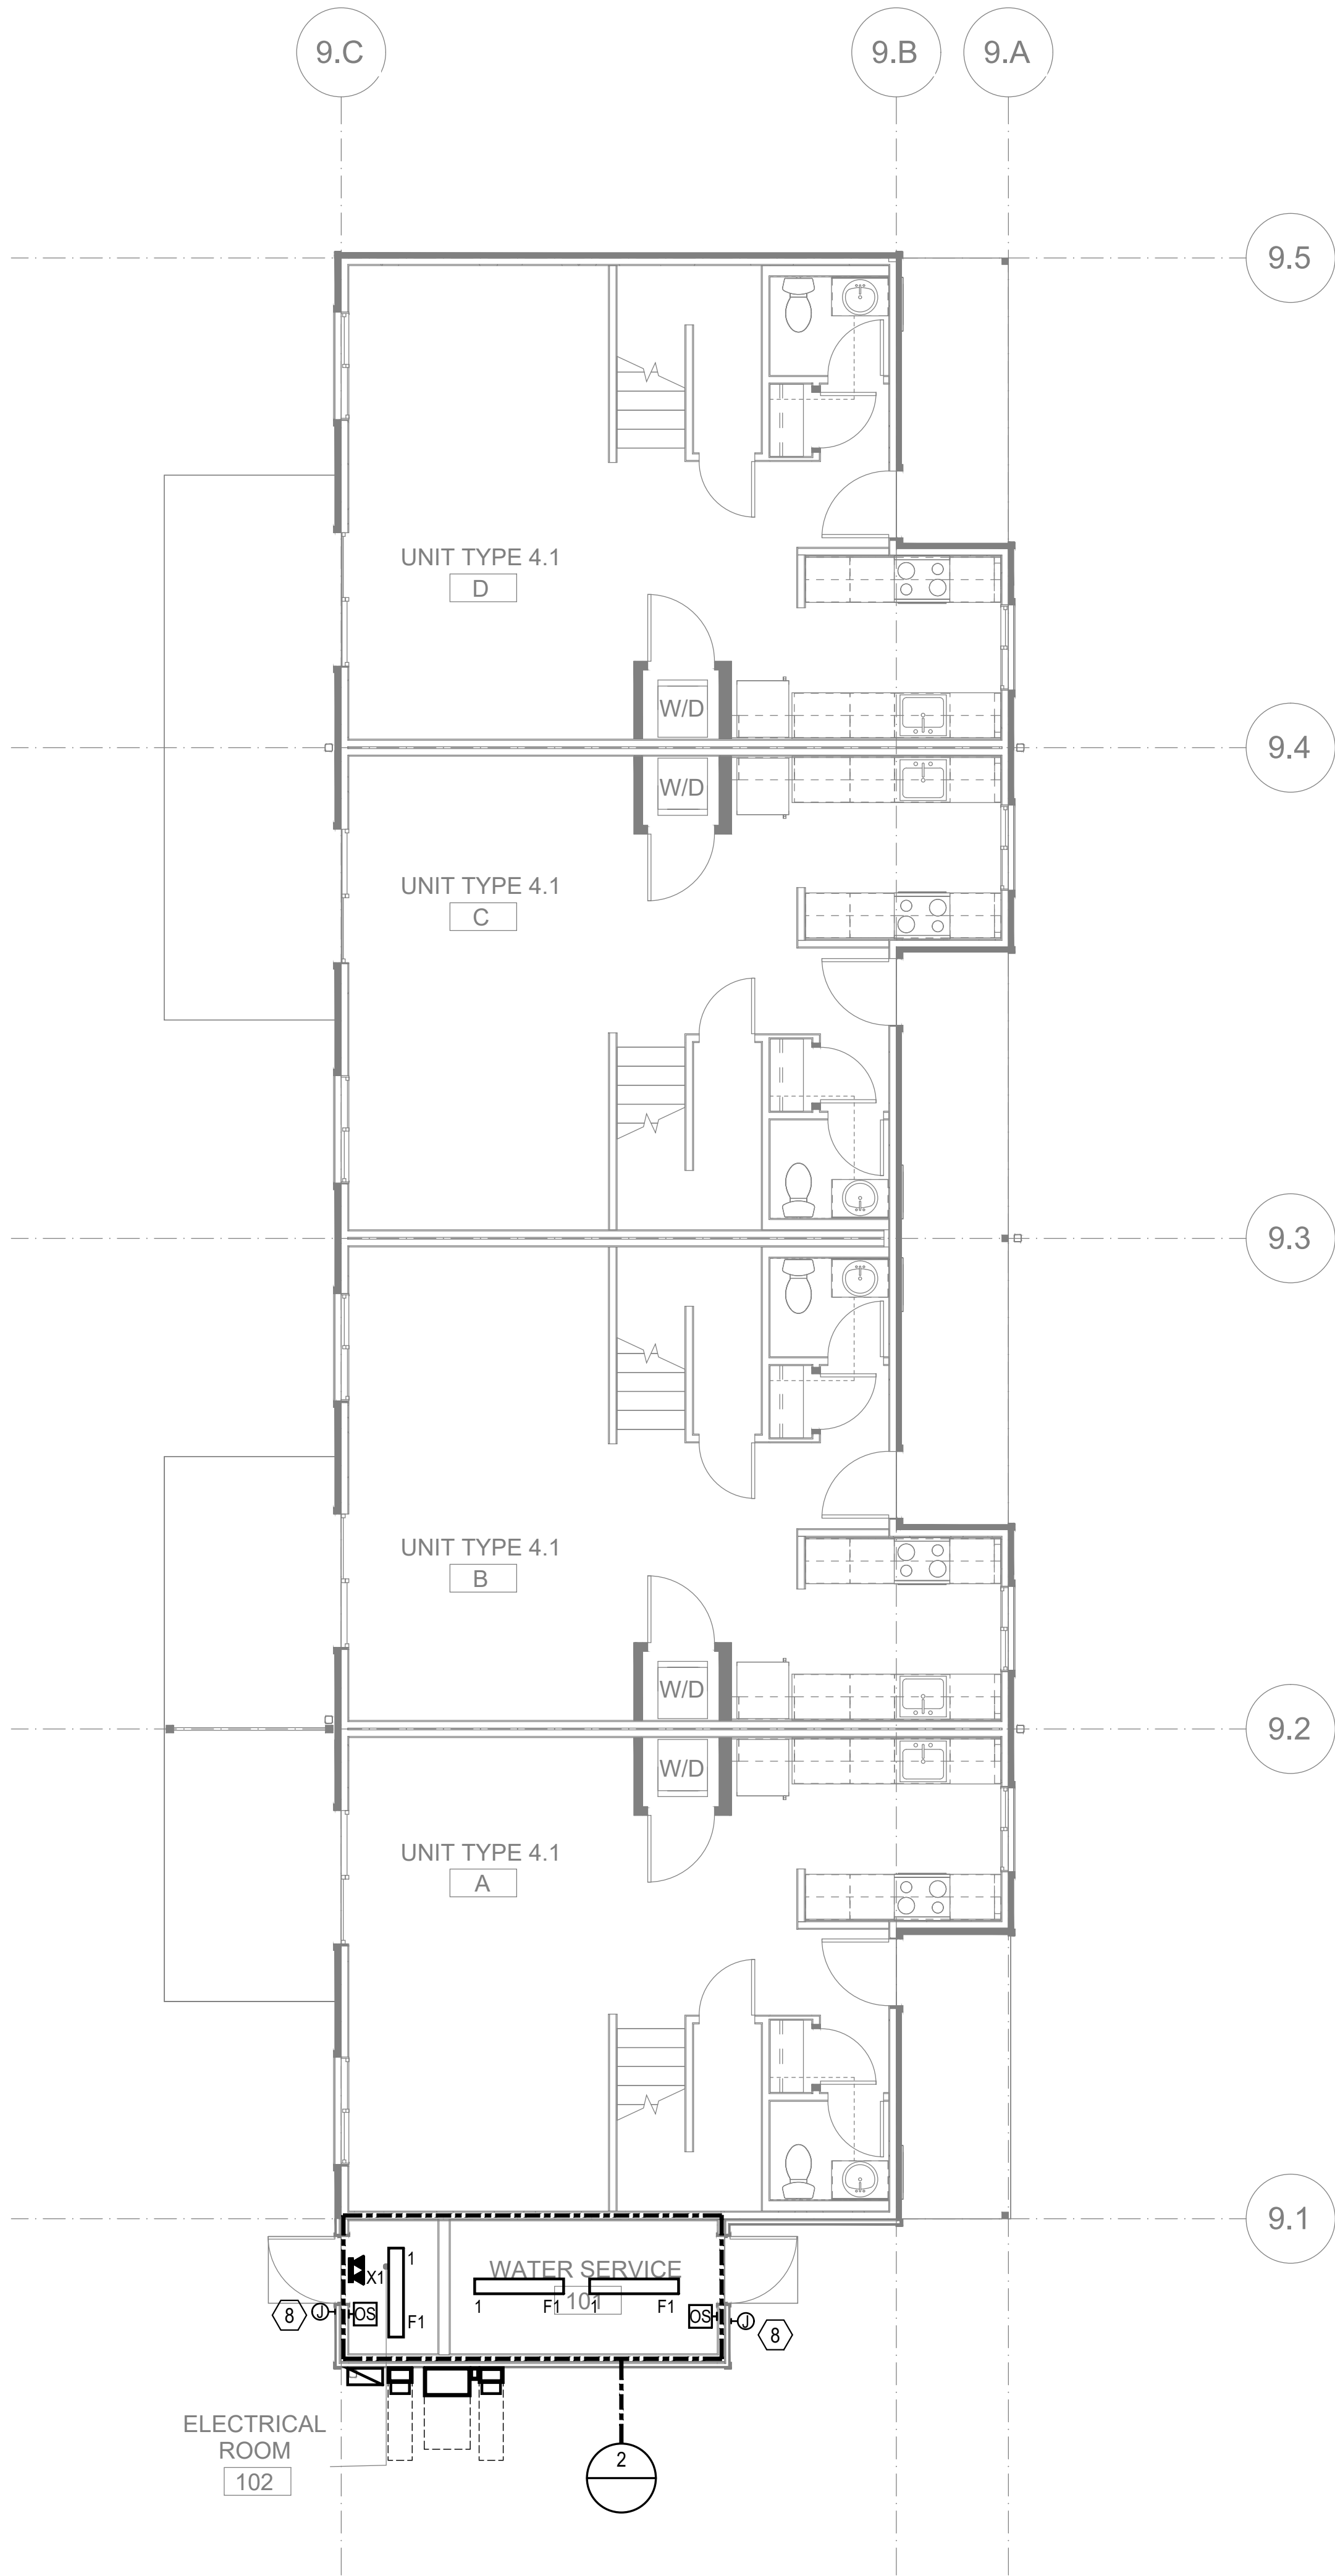 9.C
9.B
9.A
9.5
UNIT TYPE 4.1
D
W/D
9.4
W/D
UNIT TYPE 4.1
C
9.3
UNIT TYPE 4.1
B
W/D
9.2
W/D
UNIT TYPE 4.1
A
9.1
1
X1
WATER SERVICE
101
1
F1
1
F1
F1
8
J
OS
OS
J
8
ELECTRICAL
ROOM
102
2